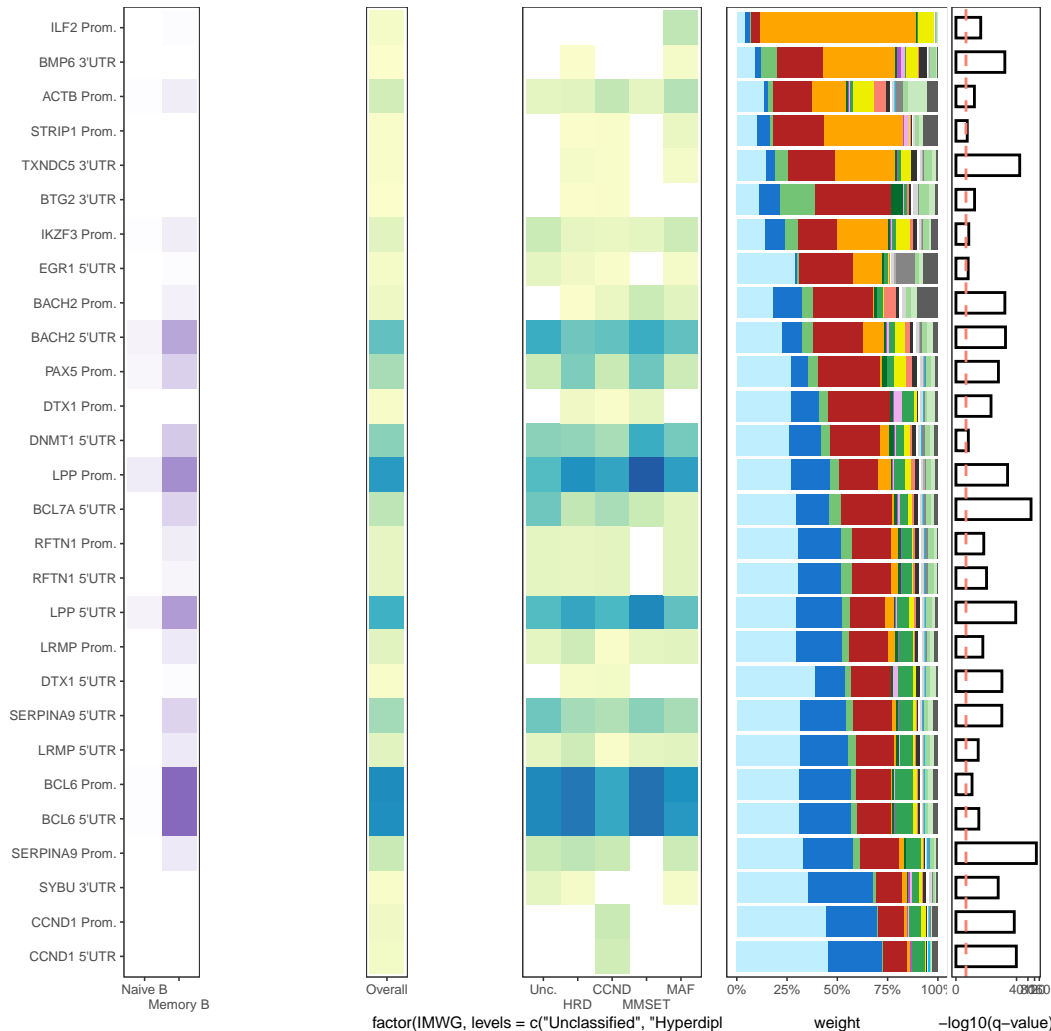 ILF2 Prom.
BMP6 3'UTR
ACTB Prom.
STRIP1 Prom.
TXNDC5 3'UTR
BTG2 3'UTR
IKZF3 Prom.
EGR1 5'UTR
BACH2 Prom.
BACH2 5'UTR
PAX5 Prom.
DTX1 Prom.
DNMT1 5'UTR
LPP Prom.
BCL7A 5'UTR
RFTN1 Prom.
RFTN1 5'UTR
LPP 5'UTR
LRMP Prom.
DTX1 5'UTR
SERPINA9 5'UTR
LRMP 5'UTR
BCL6 Prom.
BCL6 5'UTR
SERPINA9 Prom.
SYBU 3'UTR
CCND1 Prom.
CCND1 5'UTR
Naive B Memory B Overall Unc. HRD CCND MMSET MAF 0% 25% 50% 75% 100% 0 40
factor(IMWG, levels = c("Unclassified", "Hyperdipl weight -log10(q-value)